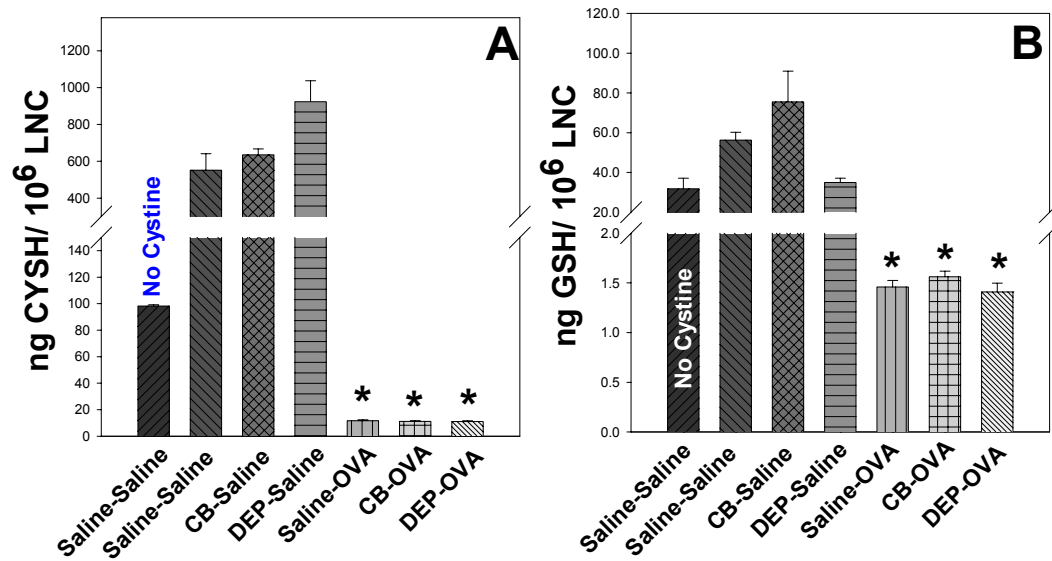 A
ng CYSH/ 10⁶ LNC
1200
1000
800
600
400
140
120
100
80
60
40
20
0
No Cystine
*
*
*
Saline-Saline
Saline-Saline
CB-Saline
DEP-Saline
Saline-OVA
CB-OVA
DEP-OVA
B
ng GSH/ 10⁶ LNC
120.0
100.0
80.0
60.0
40.0
20.0
2.0
1.5
1.0
0.5
0.0
No Cystine
*
*
*
Saline-Saline
Saline-Saline
CB-Saline
DEP-Saline
Saline-OVA
CB-OVA
DEP-OVA